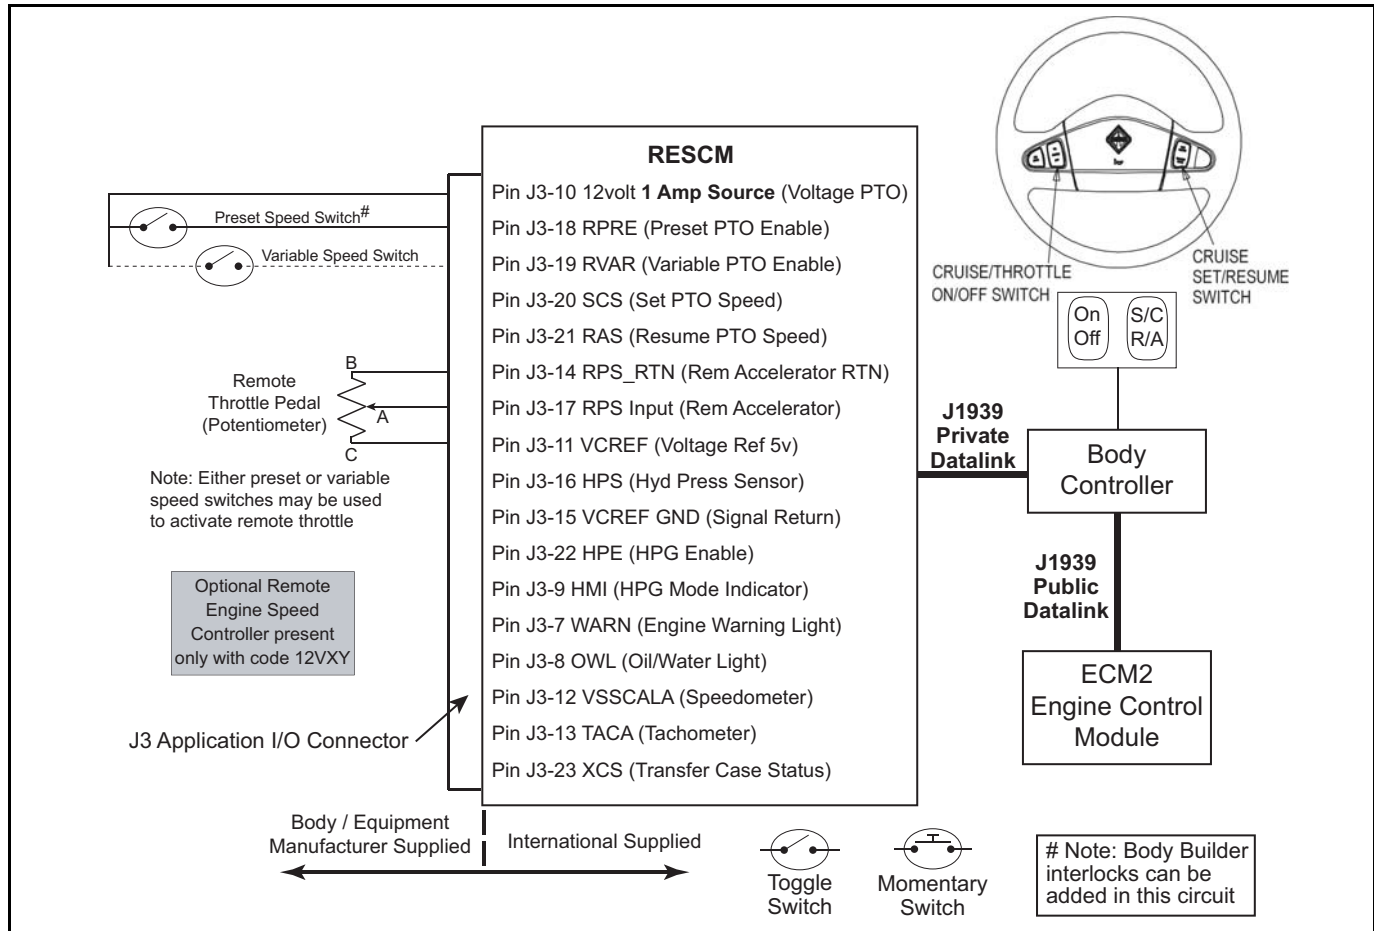 RESCM
Pin J3-10 12volt 1 Amp Source (Voltage PTO)
Pin J3-18 RPRE (Preset PTO Enable)
Pin J3-19 RVAR (Variable PTO Enable)
Pin J3-20 SCS (Set PTO Speed)
Pin J3-21 RAS (Resume PTO Speed)
Pin J3-14 RPS_RTN (Rem Accelerator RTN)
Pin J3-17 RPS Input (Rem Accelerator)
Pin J3-11 VCREF (Voltage Ref 5v)
Pin J3-16 HPS (Hyd Press Sensor)
Pin J3-15 VCREF GND (Signal Return)
Pin J3-22 HPE (HPG Enable)
Pin J3-9 HMI (HPG Mode Indicator)
Pin J3-7 WARN (Engine Warning Light)
Pin J3-8 OWL (Oil/Water Light)
Pin J3-12 VSSCALA (Speedometer)
Pin J3-13 TACA (Tachometer)
Pin J3-23 XCS (Transfer Case Status)
Preset Speed Switch#
Variable Speed Switch
B
Remote
Throttle Pedal
(Potentiometer)
A
C
Note: Either preset or variable
speed switches may be used
to activate remote throttle
Optional Remote
Engine Speed
Controller present
only with code 12VXY
J3 Application I/O Connector
Body / Equipment
Manufacturer Supplied
International Supplied
CRUISE/THROTTLE
ON/OFF SWITCH
CRUISE
SET/RESUME
SWITCH
On
Off
S/C
R/A
J1939
Private
Datalink
Body
Controller
J1939
Public
Datalink
ECM2
Engine Control
Module
Toggle
Switch
Momentary
Switch
# Note: Body Builder
interlocks can be
added in this circuit